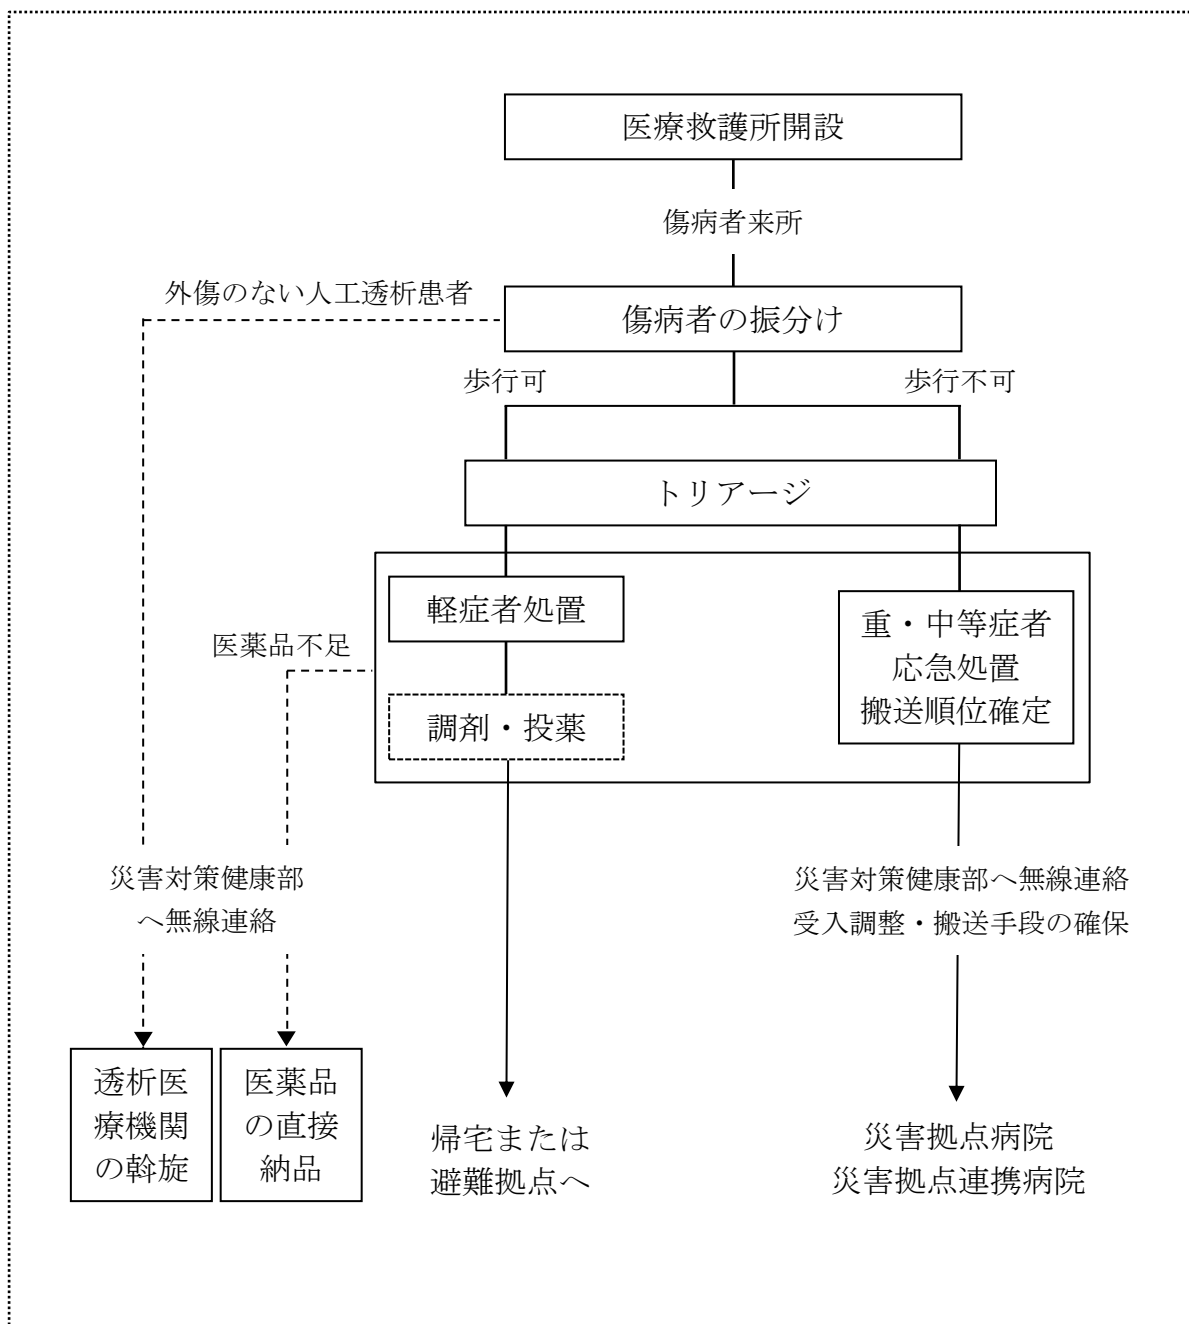 医療救護所開設
傷病者来所
外傷のない人工透析患者
傷病者の振分け
歩行可
歩行不可
トリアージ
軽症者処置
重・中等症者
応急処置
搬送順位確定
医薬品不足
調剤・投薬
災害対策健康部
へ無線連絡
災害対策健康部へ無線連絡
受入調整・搬送手段の確保
透析医
療機関
の斡旋
医薬品
の直接
納品
帰宅または
避難拠点へ
災害拠点病院
災害拠点連携病院